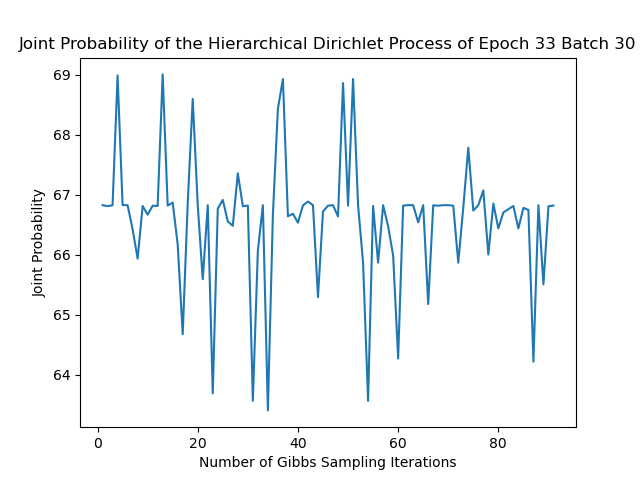 Joint Probability of the Hierarchical Dirichlet Process of Epoch 33 Batch 30
69
68
67
66
65
64
Joint Probability
0 20 40 60 80
Number of Gibbs Sampling Iterations